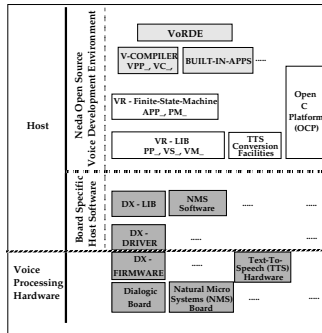 VoRDE
V-COMPILER
VPP_, VC_,
BUILT-IN-APPS
.....
Neda Open Source
Voice Development Environment
Host
VR - Finite-State-Machine
APP_, PM_
Open
C
Platform
(OCP)
VR - LIB
PP_, VS_, VM_
TTS
Conversion
Facilities
Board Specific
Host Software
DX - LIB
NMS
Software
.....
.....
DX -
DRIVER
.....
.....
Voice
Processing
Hardware
DX -
FIRMWARE
.....
Text-To-
Speech (TTS)
Hardware
Dialogic
Board
Natural Micro
Systems (NMS)
Board
.....
.....